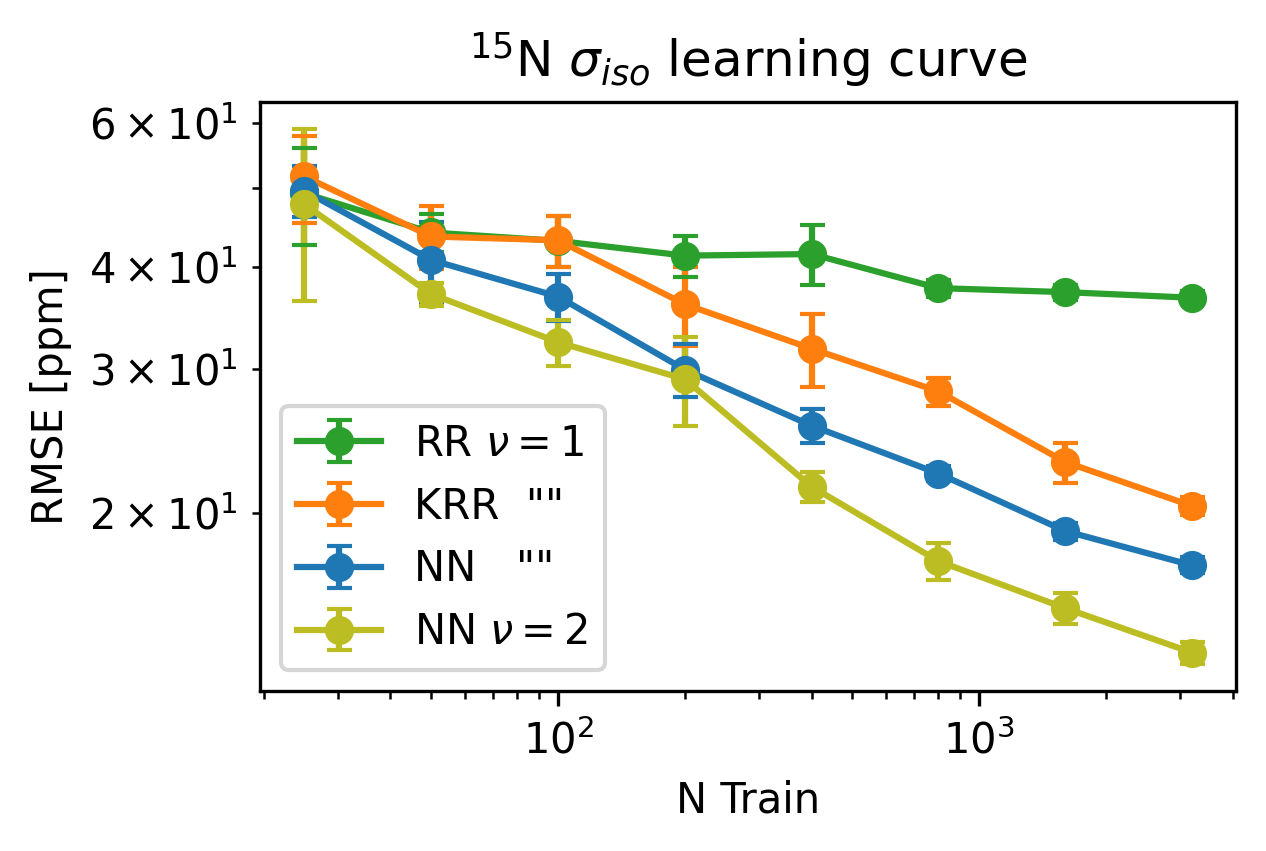 ¹⁵N σ_iso learning curve
RMSE [ppm]
6 × 10¹
4 × 10¹
3 × 10¹
2 × 10¹
RR ν = 1
KRR ""
NN ""
NN ν = 2
10² 10³
N Train